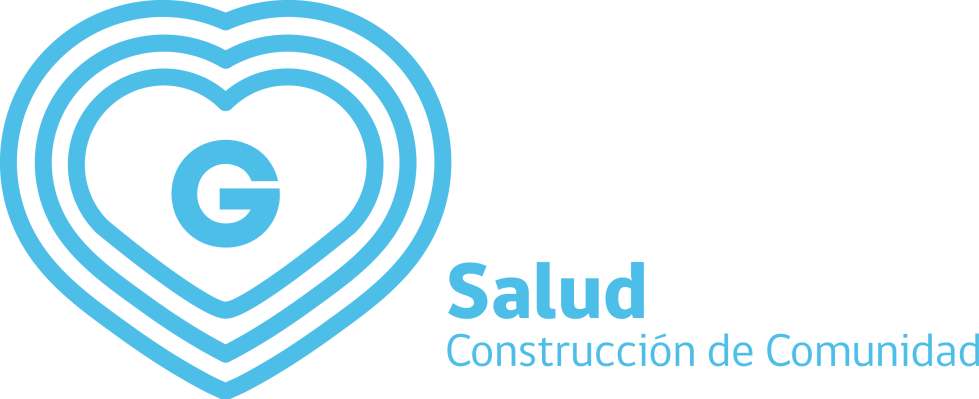 G
Salud
Construcción de Comunidad